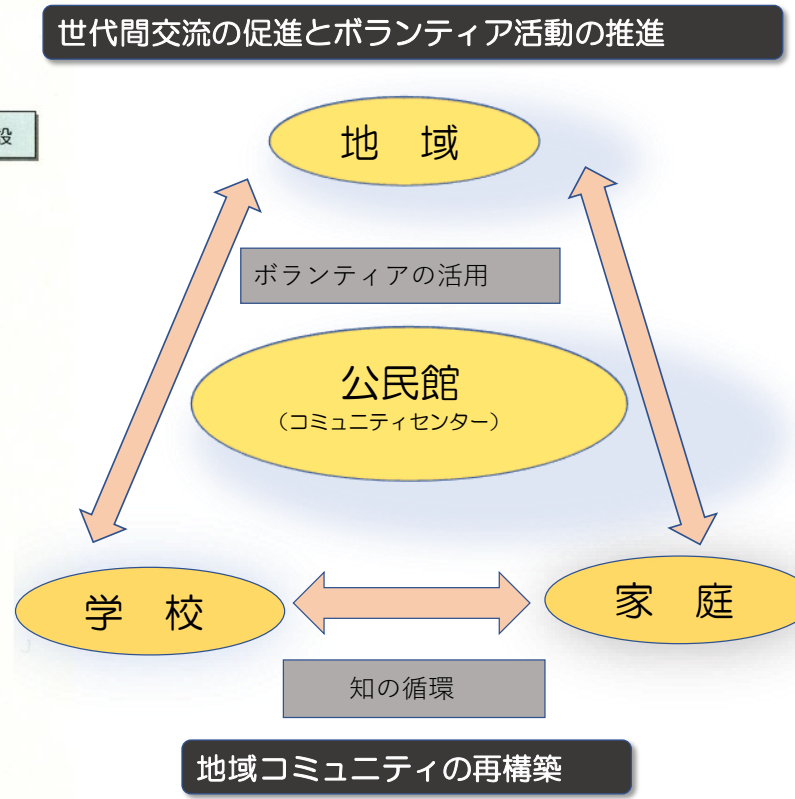 世代間交流の促進とボランティア活動の推進
設
地　域
ボランティアの活用
公民館
（コミュニティセンター）
学　校
家　庭
知の循環
地域コミュニティの再構築